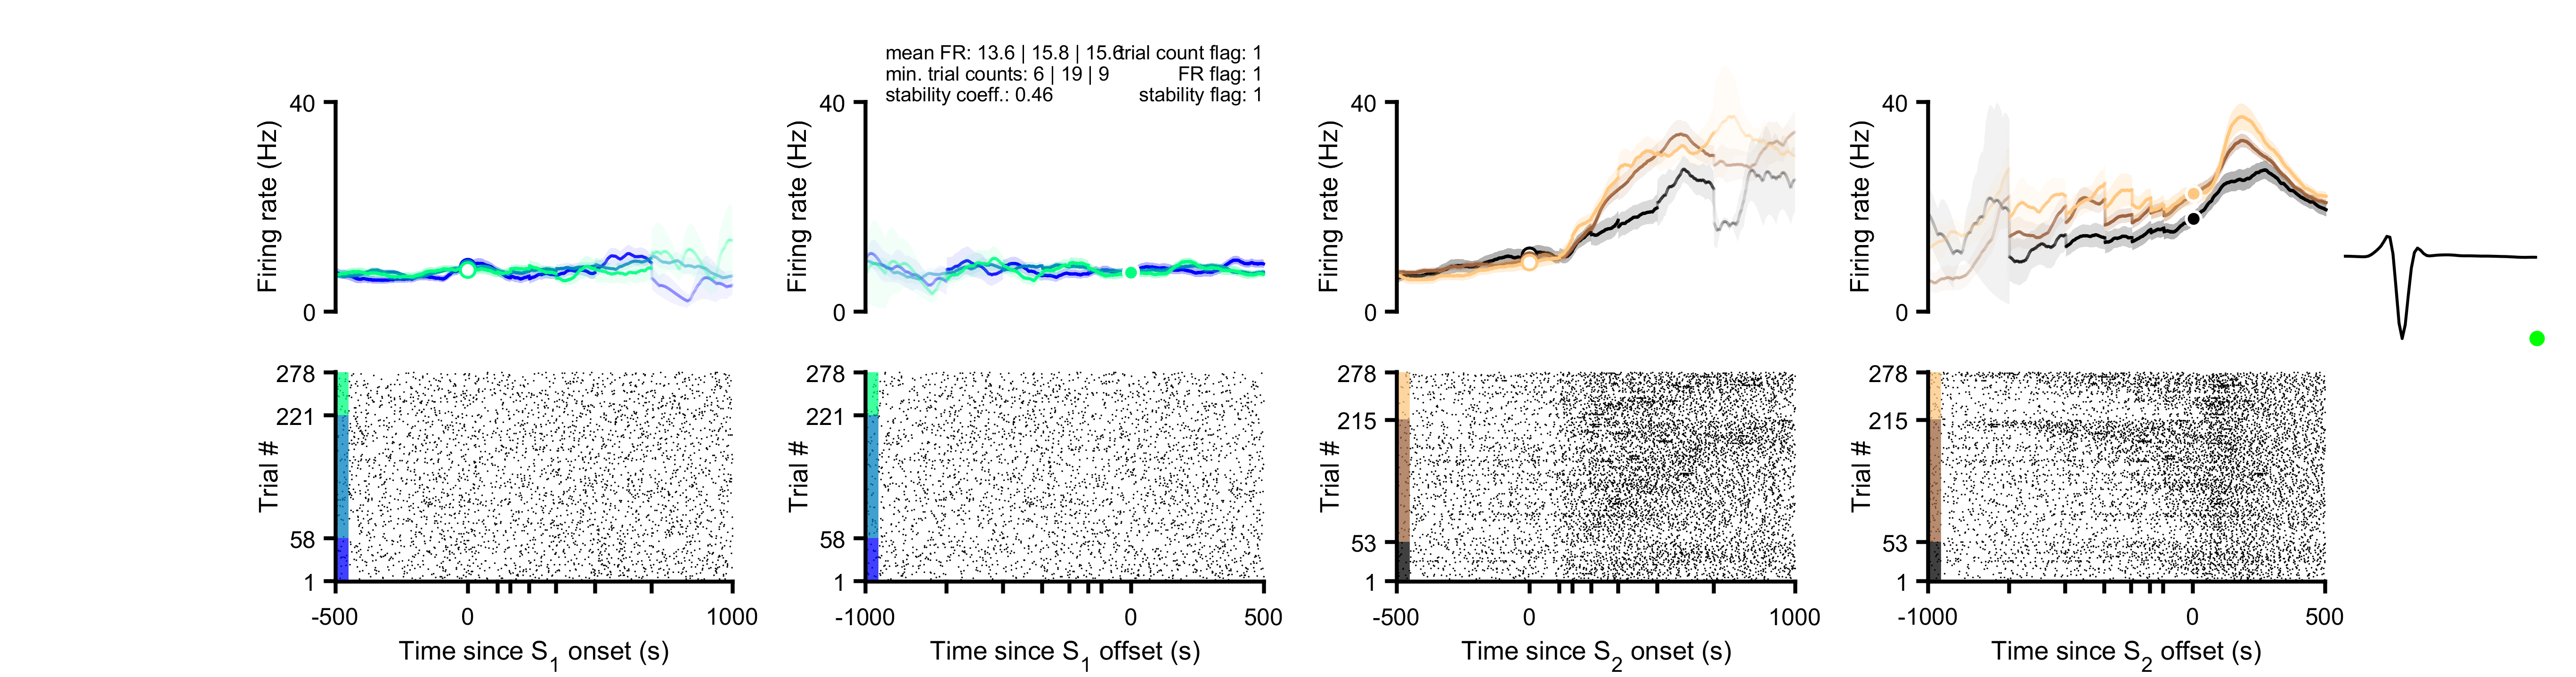 mean FR: 13.6 | 15.8 | 15.6
trial count flag: 1
min. trial counts: 6 | 19 | 9
FR flag: 1
stability coeff.: 0.46
stability flag: 1
Firing rate (Hz)
40
0
Firing rate (Hz)
40
0
Firing rate (Hz)
40
0
Firing rate (Hz)
40
0
Trial #
278
221
58
1
-500
0
1000
Time since S1 onset (s)
Trial #
278
221
58
1
-1000
0
500
Time since S1 offset (s)
Trial #
278
215
53
1
-500
0
1000
Time since S2 onset (s)
Trial #
278
215
53
1
-1000
0
500
Time since S2 offset (s)